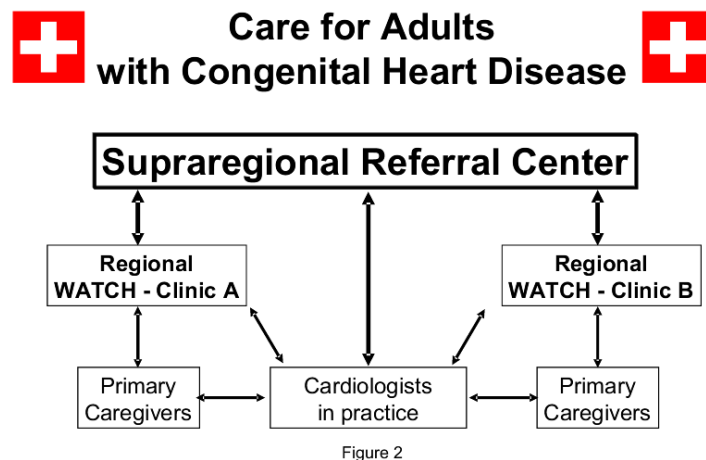 Care for Adults
with Congenital Heart Disease
Supraregional Referral Center
Regional
WATCH - Clinic A
Regional
WATCH - Clinic B
Primary
Caregivers
Cardiologists
in practice
Primary
Caregivers
Figure 2